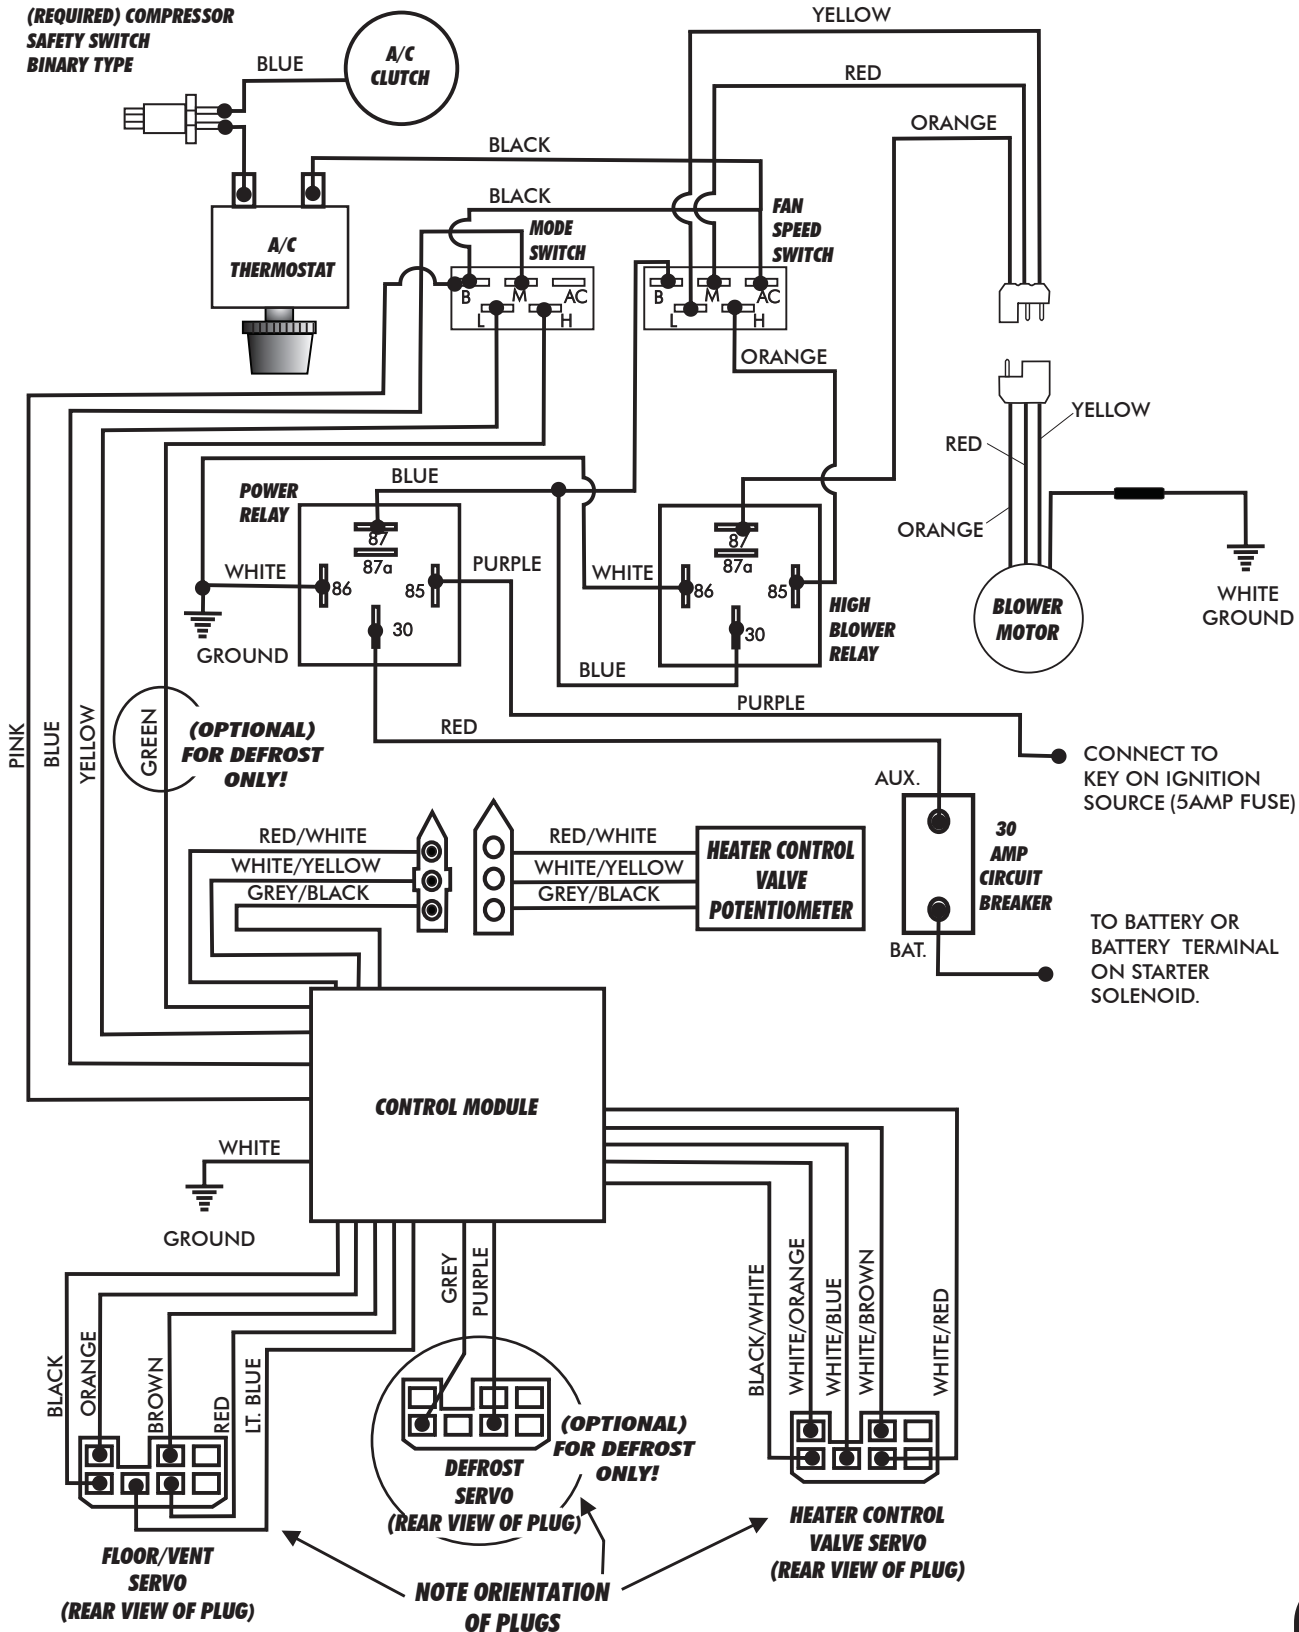 (REQUIRED) COMPRESSOR
SAFETY SWITCH
BINARY TYPE
BLUE
A/C
CLUTCH
YELLOW
RED
ORANGE
BLACK
BLACK
MODE
SWITCH
FAN
SPEED
SWITCH
A/C
THERMOSTAT
B
M
AC
L
H
B
M
AC
L
H
ORANGE
YELLOW
RED
ORANGE
BLUE
POWER
RELAY
87
87a
86
85
30
WHITE
PURPLE
WHITE
87
87a
86
85
30
HIGH
BLOWER
RELAY
BLOWER
MOTOR
WHITE
GROUND
GROUND
BLUE
PURPLE
RED
PINK
BLUE
YELLOW
GREEN
(OPTIONAL)
FOR DEFROST
ONLY!
CONNECT TO
KEY ON IGNITION
SOURCE (5AMP FUSE)
AUX.
30
AMP
CIRCUIT
BREAKER
BAT.
TO BATTERY OR
BATTERY TERMINAL
ON STARTER
SOLENOID.
RED/WHITE
WHITE/YELLOW
GREY/BLACK
RED/WHITE
WHITE/YELLOW
GREY/BLACK
HEATER CONTROL
VALVE
POTENTIOMETER
CONTROL MODULE
WHITE
GROUND
BLACK
ORANGE
BROWN
RED
LT. BLUE
GREY
PURPLE
BLACK/WHITE
WHITE/ORANGE
WHITE/BLUE
WHITE/BROWN
WHITE/RED
(OPTIONAL)
FOR DEFROST
ONLY!
DEFROST
SERVO
(REAR VIEW OF PLUG)
HEATER CONTROL
VALVE SERVO
(REAR VIEW OF PLUG)
FLOOR/VENT
SERVO
(REAR VIEW OF PLUG)
NOTE ORIENTATION
OF PLUGS